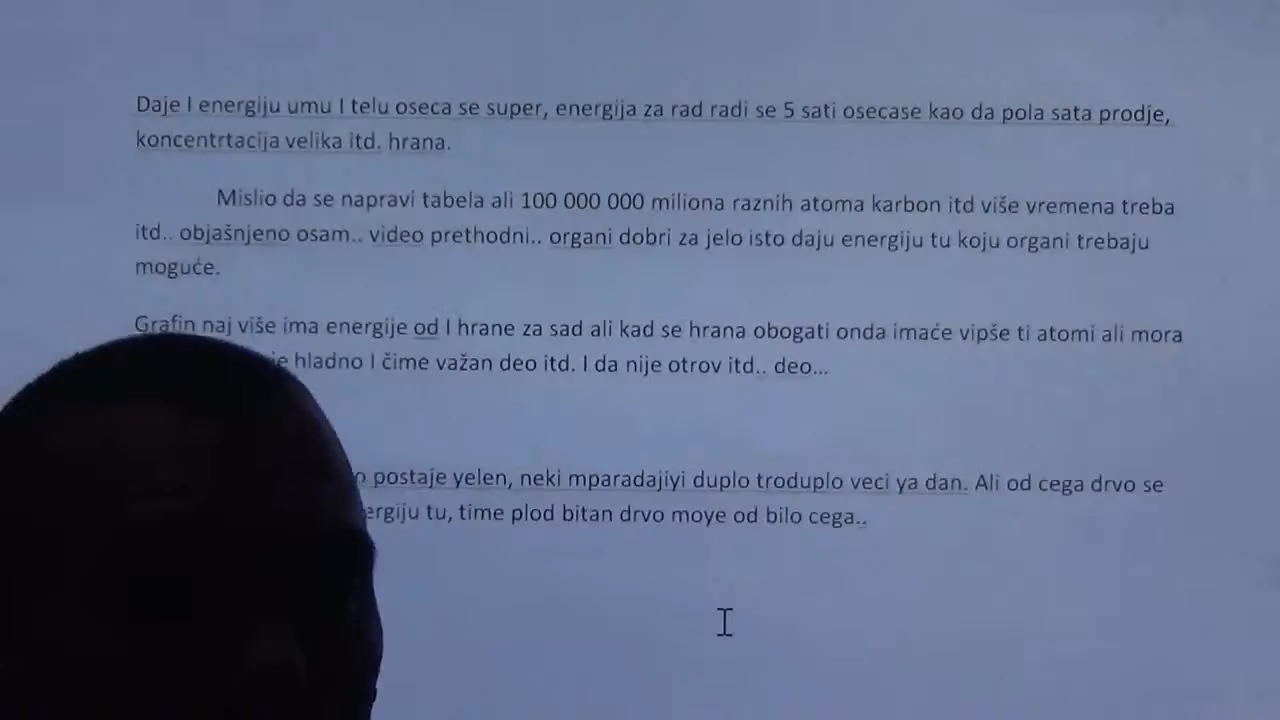 Daje I energiju umu I telu oseca se super, energija za rad radi se 5 sati osecase kao da pola sata prodje,
koncentrtacija velika itd. hrana.
Mislio da se napravi tabela ali 100 000 000 miliona raznih atoma karbon itd više vremena treba
itd.. objašnjeno osam.. video prethodni.. organi dobri za jelo isto daju energiju tu koju organi trebaju
moguće.
Grafin naj više ima energije od I hrane za sad ali kad se hrana obogati onda imaće vipše ti atomi ali mora
hladno I čime važan deo itd. I da nije otrov itd.. deo...
postaje yelen, neki mparadajiyi duplo troduplo veci ya dan. Ali od cega drvo se
tu, time plod bitan drvo moye od bilo cega..